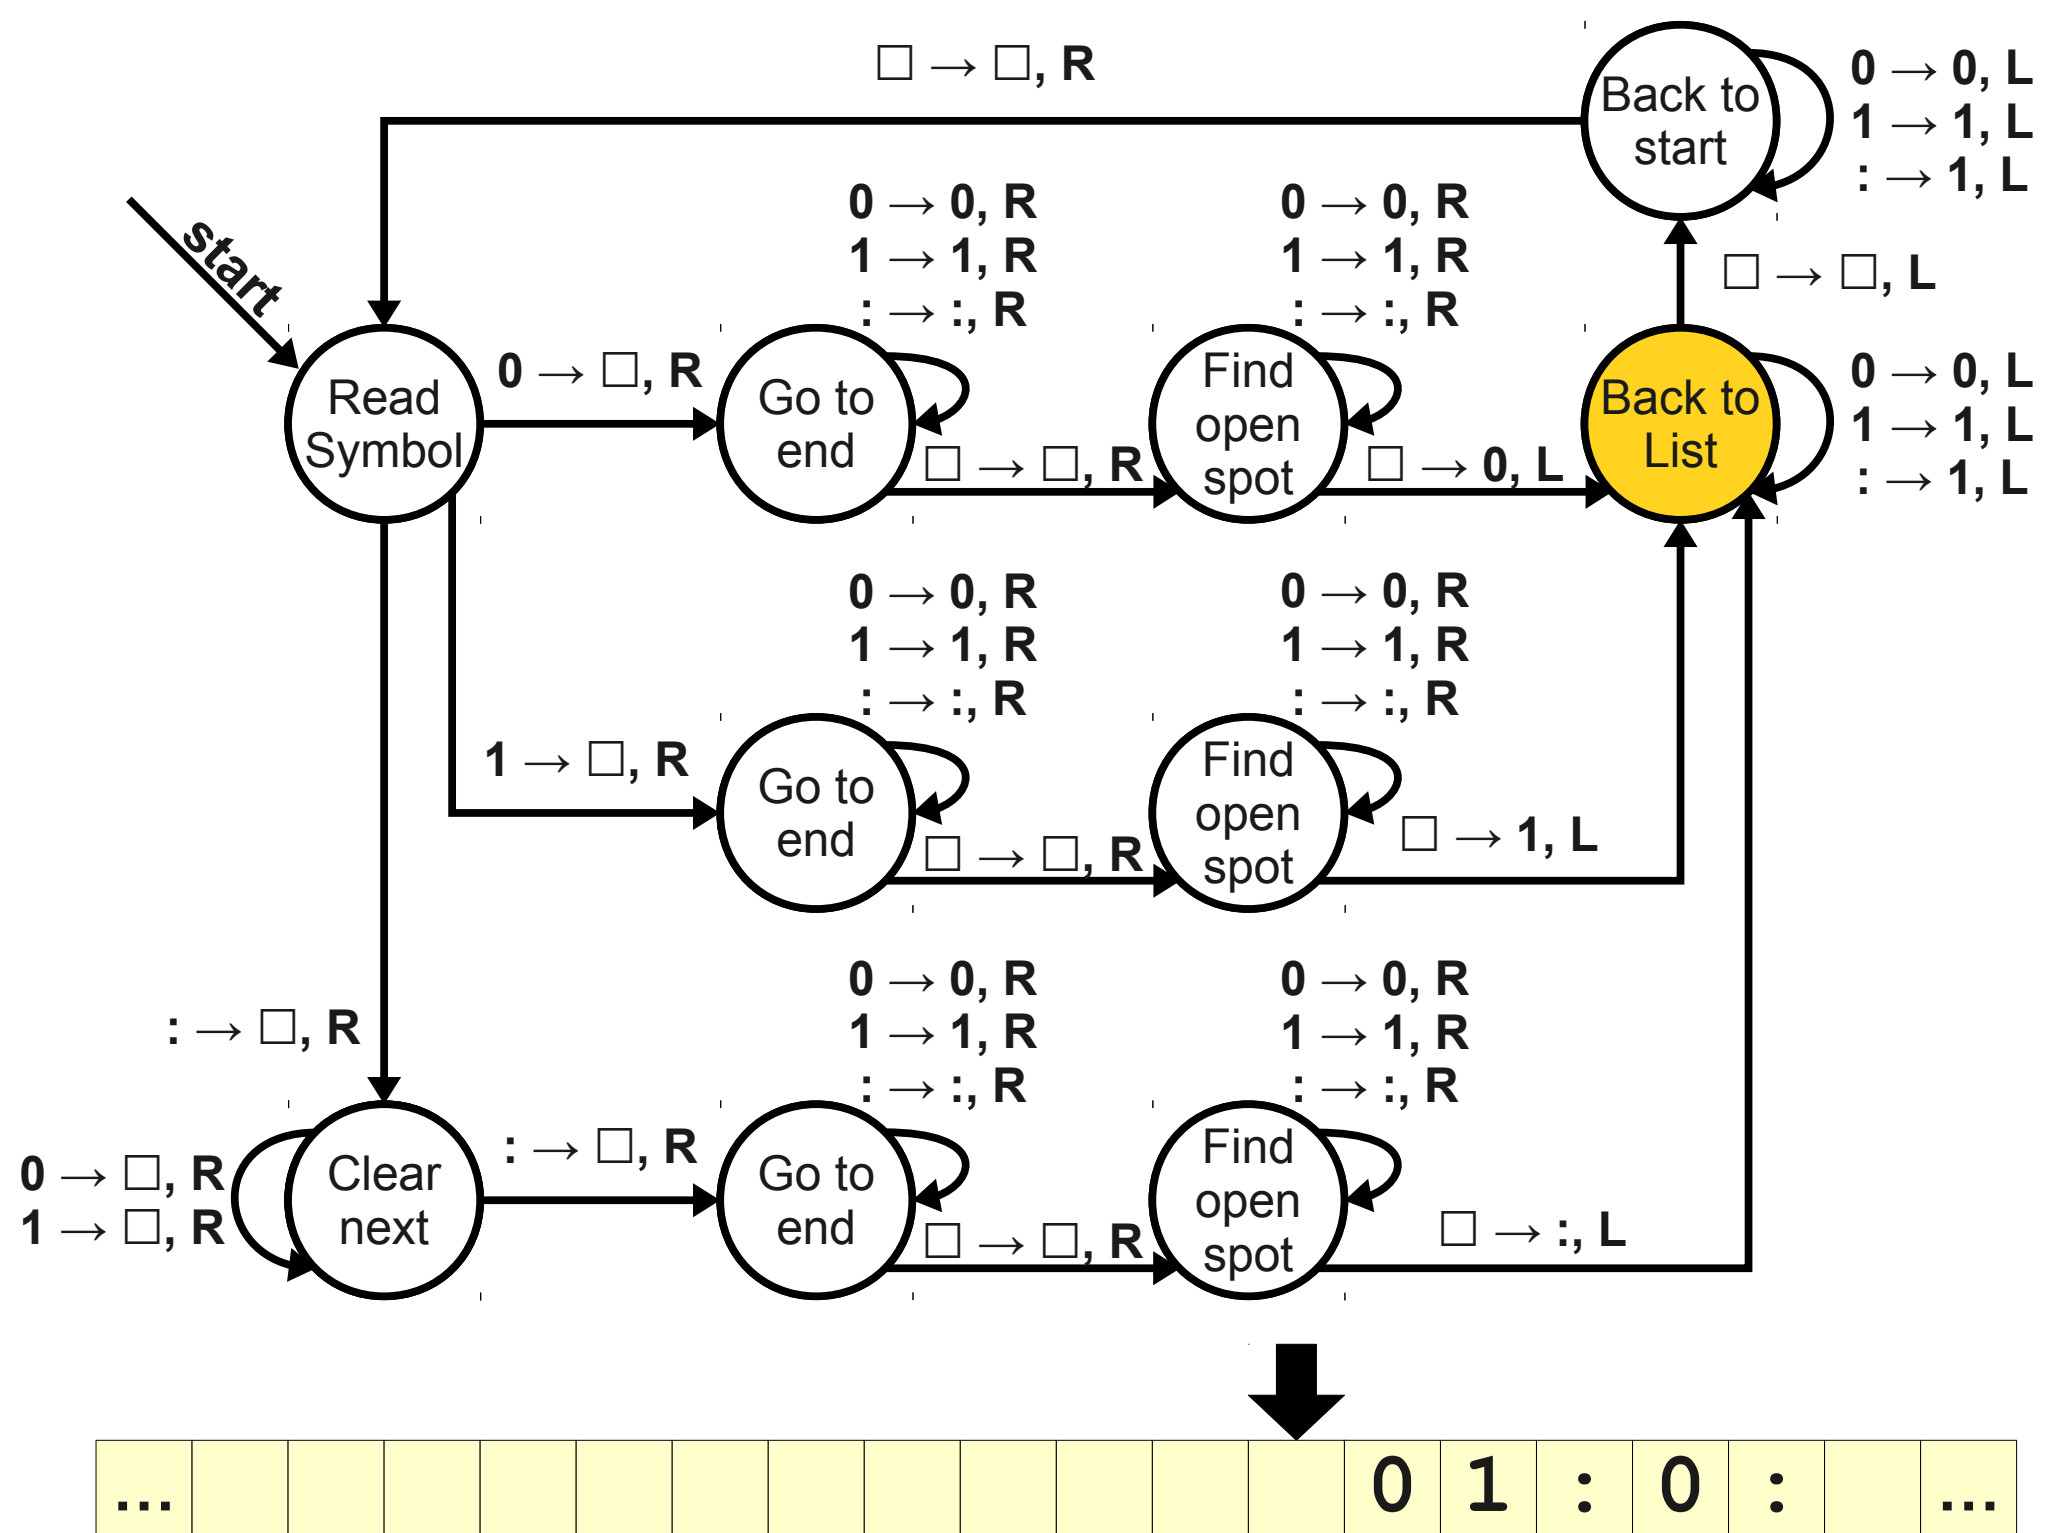 □ → □, R
Back to
start
0 → 0, L
1 → 1, L
: → 1, L
start
0 → 0, R
1 → 1, R
: → :, R
0 → 0, R
1 → 1, R
: → :, R
□ → □, L
Read
Symbol
0 → □, R
Go to
end
□ → □, R
Find
open
spot
□ → 0, L
Back to
List
0 → 0, L
1 → 1, L
: → 1, L
0 → 0, R
1 → 1, R
: → :, R
0 → 0, R
1 → 1, R
: → :, R
1 → □, R
Go to
end
□ → □, R
Find
open
spot
□ → 1, L
0 → 0, R
1 → 1, R
: → :, R
0 → 0, R
1 → 1, R
: → :, R
: → □, R
0 → □, R
1 → □, R
Clear
next
: → □, R
Go to
end
□ → □, R
Find
open
spot
□ → :, L
... 0 1 : 0 : ...